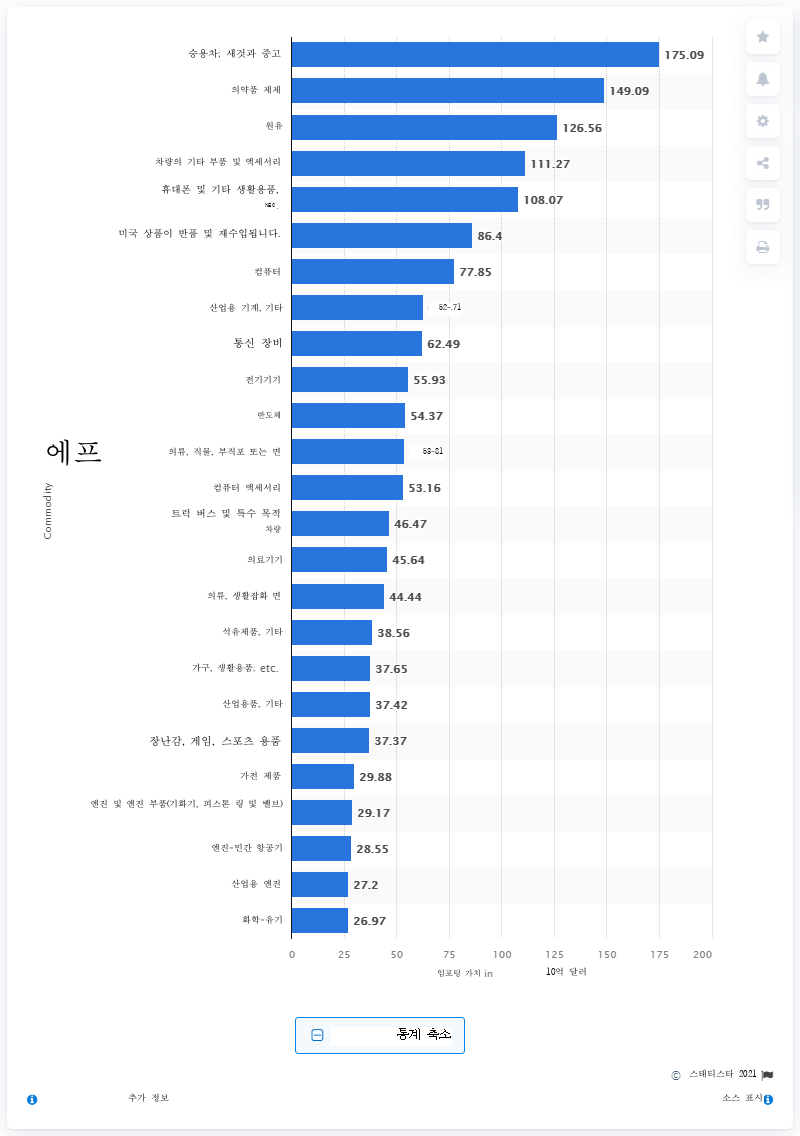 승용차; 새것과 중고
175.09
의약품 제제
149.09
원유
126.56
차량의 기타 부품 및 액세서리
111.27
휴대폰 및 기타 생활용품,
108.07
미국 상품이 반품 및 재수입됩니다.
86.4
컴퓨터
77.85
산업용 기계, 기타
통신 장비
62.49
전기기기
55.93
반도체
54.37
에프
Commodity
의류, 직물, 부직포 또는 면
컴퓨터 액세서리
53.16
트럭 버스 및 특수 목적
차량
46.47
의료기기
45.64
의류, 생활잡화 면
44.44
석유제품, 기타
38.56
가구, 생활용품; etc.
37.65
산업용품, 기타
37.42
장난감, 게임, 스포츠 용품
37.37
가전 제품
29.88
엔진 및 엔진 부품(기화기, 피스톤 링 및 밸브)
29.17
엔진-민간 항공기
28.55
산업용 엔진
27.2
화학-유기
26.97
0 25 50 75 100 125 150 175 200
임포팅 가치 in 10억 달러
통계 축소
© 스태티스타 2021
추가 정보
소스 표시